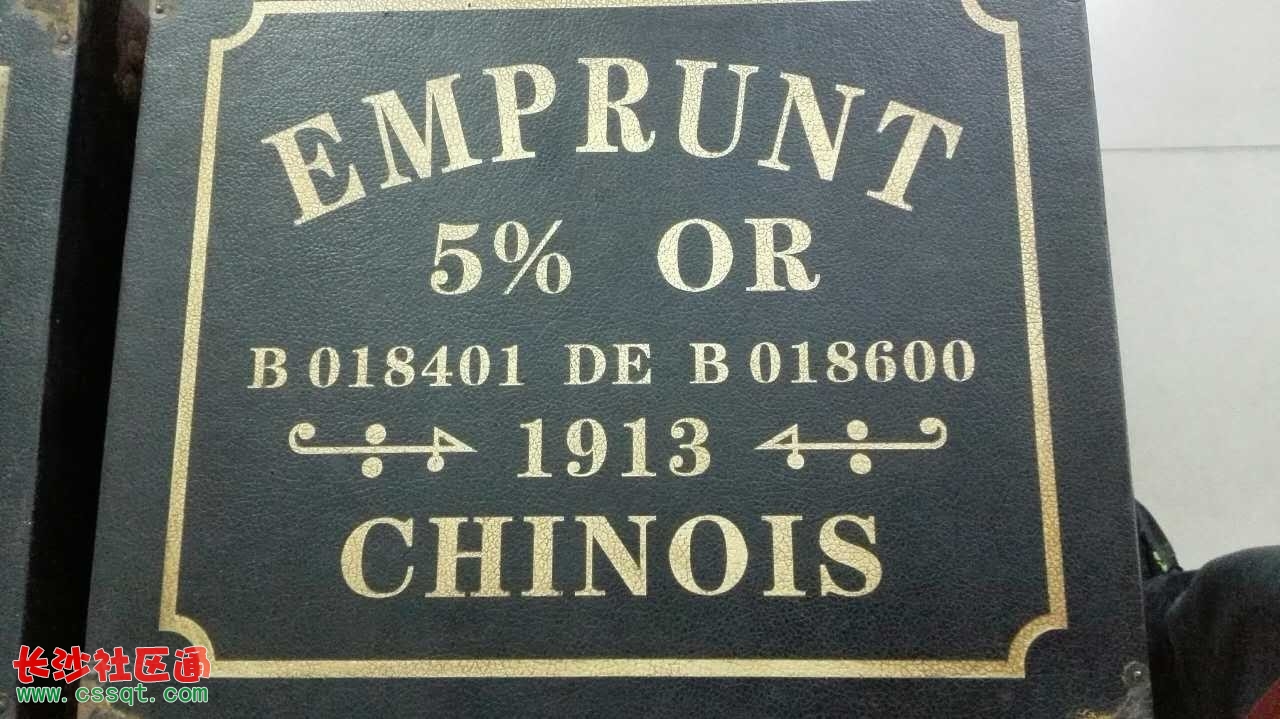 EMPRUNT
5% OR
B 018401 DE B 018600
1913
CHINOIS
长沙社区通
www.cssqt.com